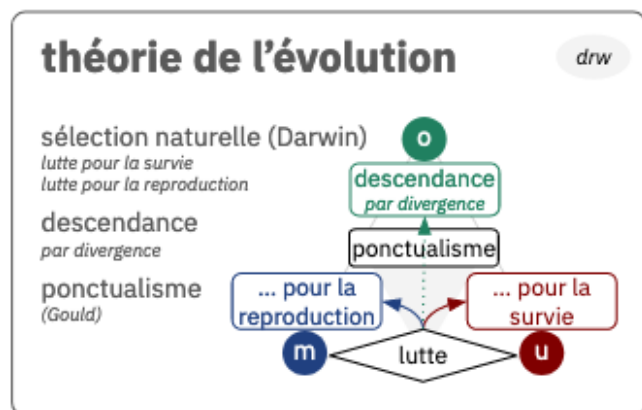 théorie de l'évolution
drw
sélection naturelle (Darwin)
lutte pour la survie
lutte pour la reproduction
descendance
par divergence
ponctualisme
(Gould)
o
descendance
par divergence
ponctualisme
... pour la
reproduction
... pour la
survie
m
lutte
u